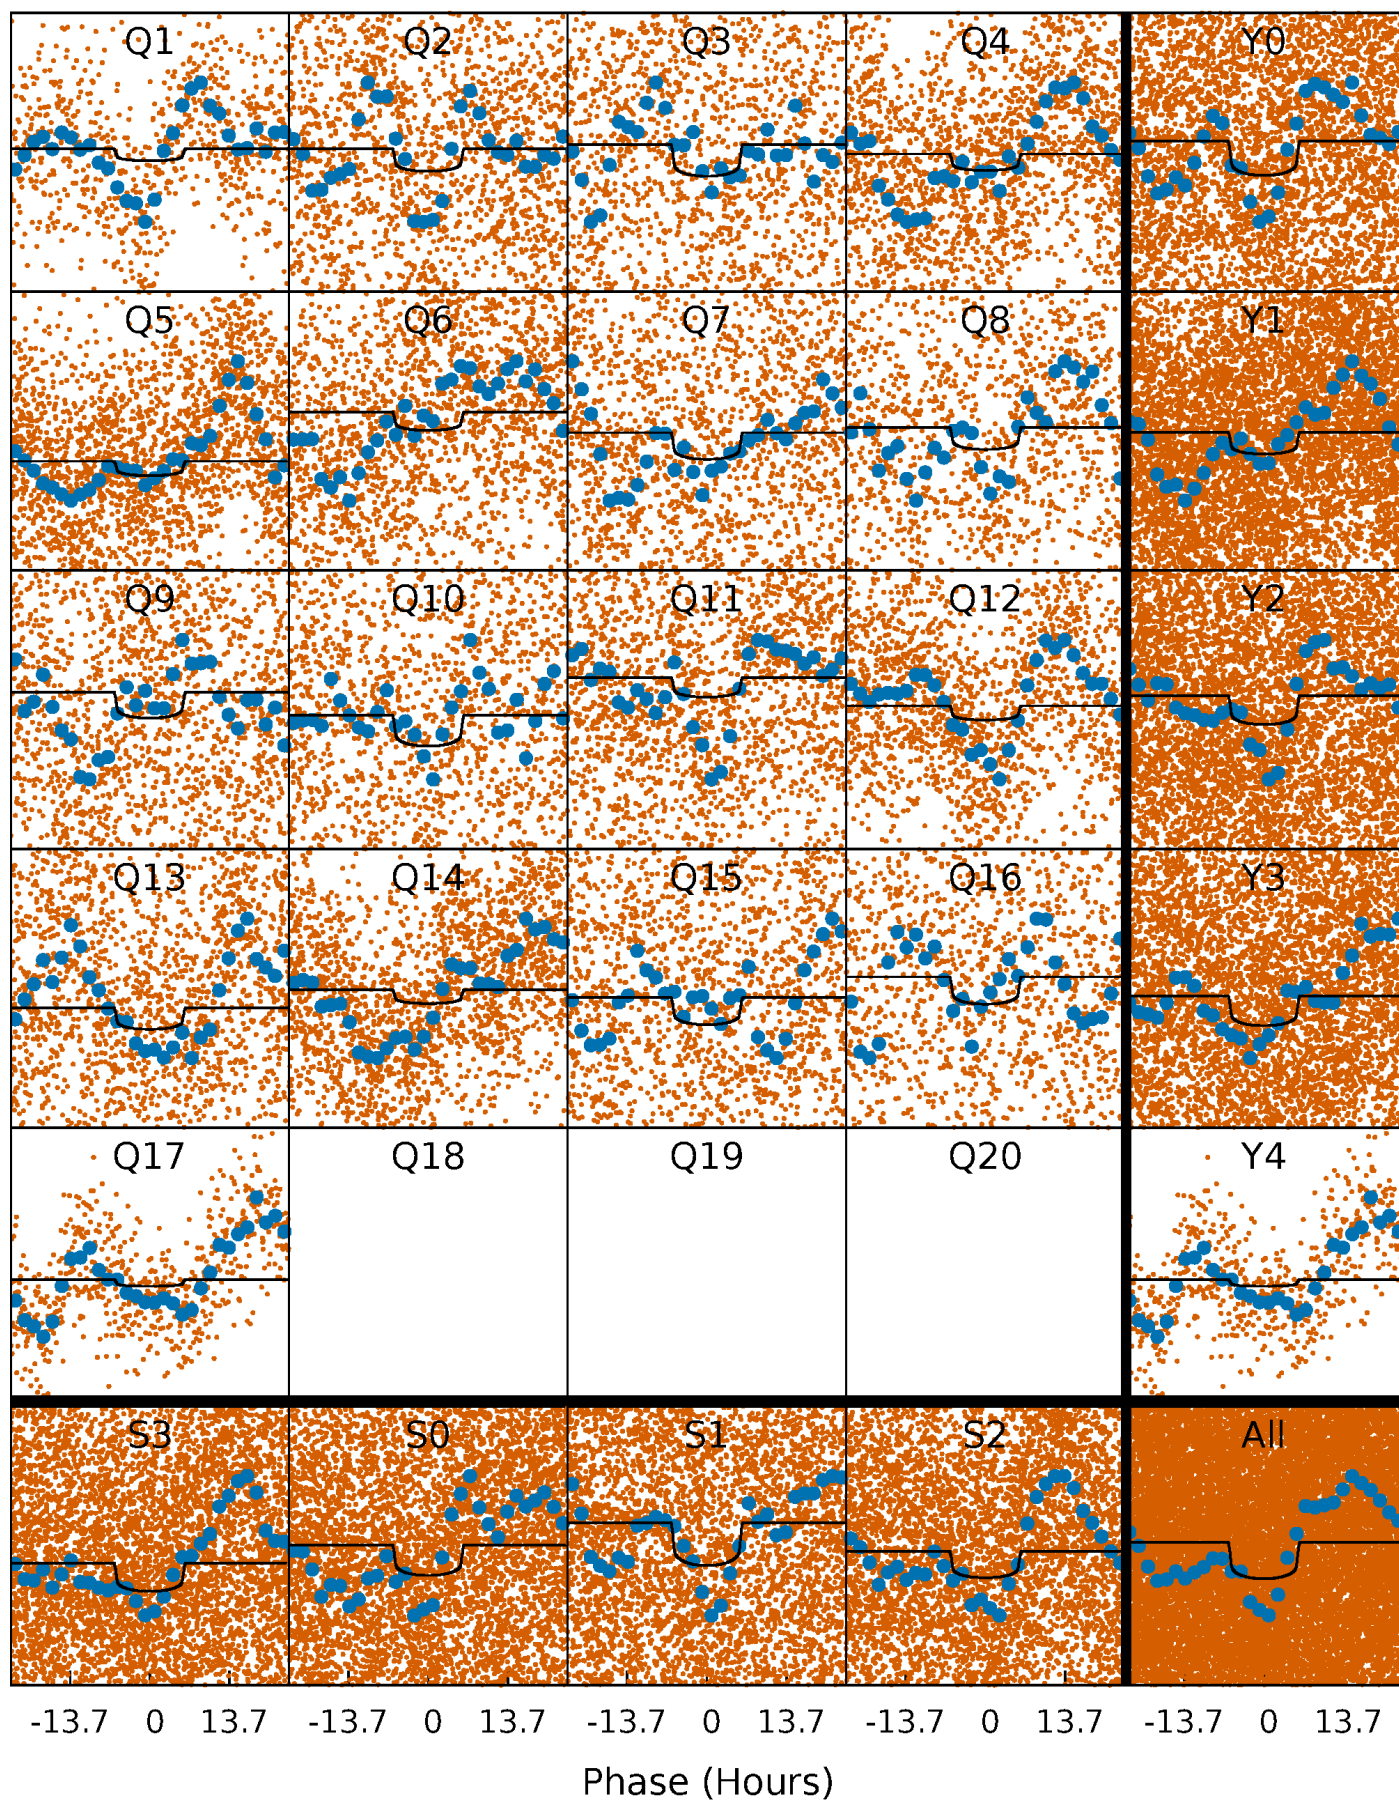 Q1 Q2 Q3 Q4 Y0
Q5 Q6 Q7 Q8 Y1
Q9 Q10 Q11 Q12 Y2
Q13 Q14 Q15 Q16 Y3
Q17 Q18 Q19 Q20 Y4
S3 S0 S1 S2 All
-13.7 0 13.7 -13.7 0 13.7 -13.7 0 13.7 -13.7 0 13.7 -13.7 0 13.7
Phase (Hours)